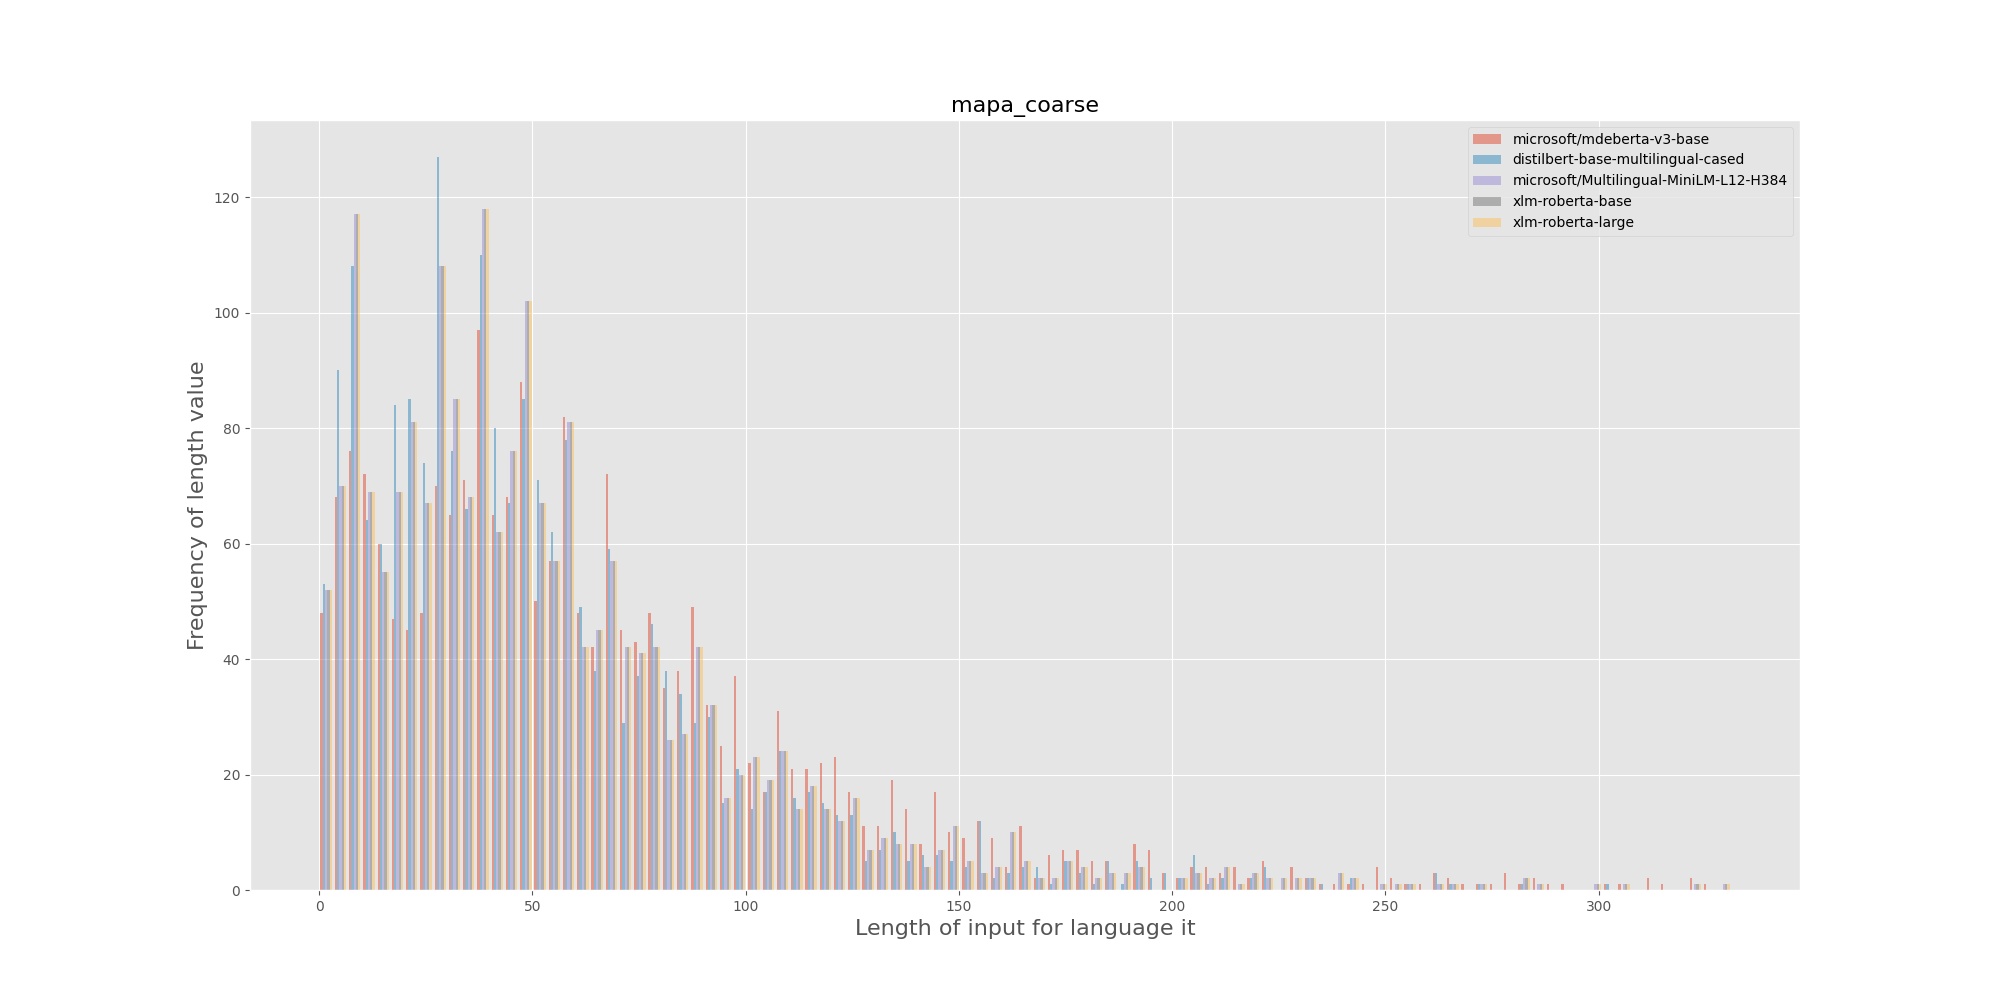 mapa_coarse
microsoft/mdeberta-v3-base
distilbert-base-multilingual-cased
microsoft/Multilingual-MiniLM-L12-H384
xlm-roberta-base
xlm-roberta-large
Frequency of length value
120
100
80
60
40
20
0
0 50 100 150 200 250 300
Length of input for language it